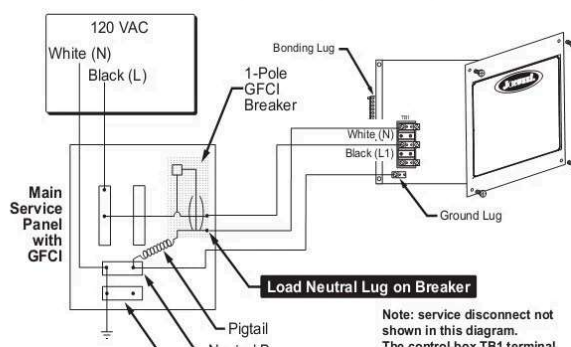 120 VAC
White (N)
Black (L)
1-Pole
GFCI
Breaker
Bonding Lug
TB1
White (N)
Black (L1)
Ground Lug
Main
Service
Panel
with
GFCI
Load Neutral Lug on Breaker
Pigtail
Note: service disconnect not
shown in this diagram.
The control box TB1 terminal